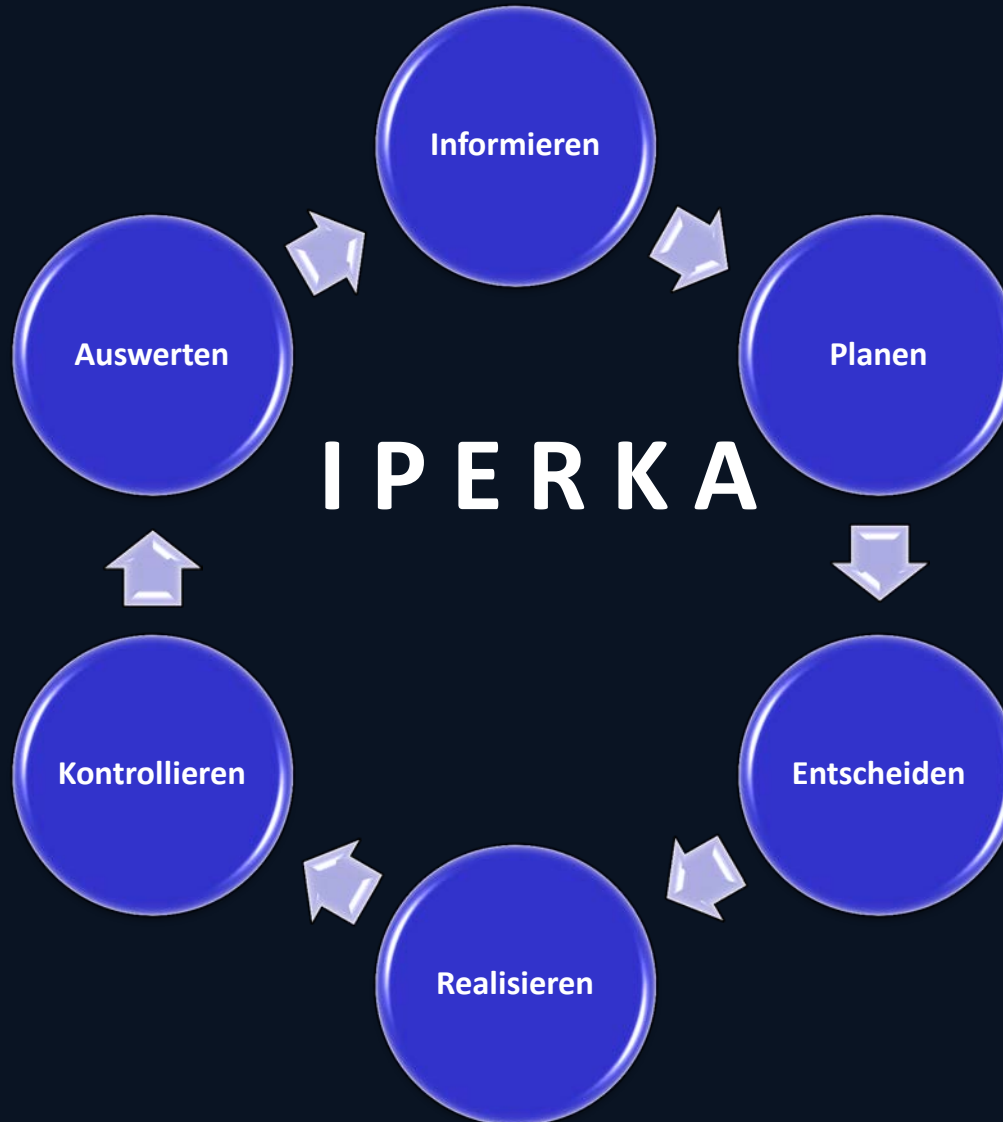 Informieren
Planen
Entscheiden
Realisieren
Kontrollieren
Auswerten
I P E R K A